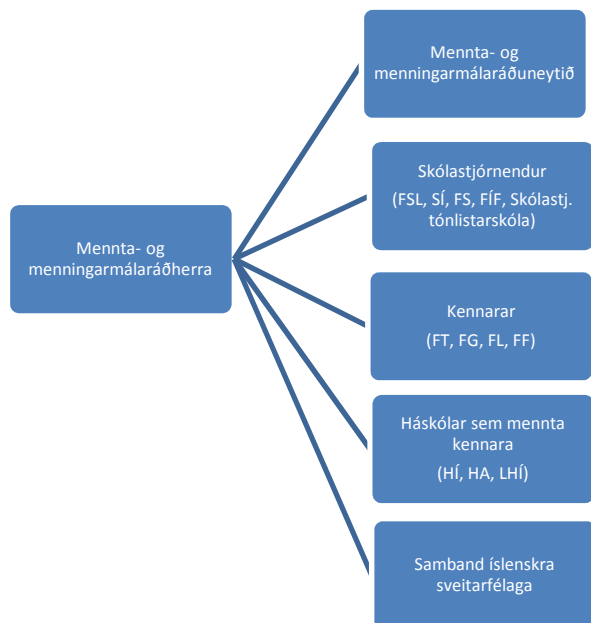 Mennta- og
menningarmálaráðherra
Mennta- og
menningarmálaráðuneytið
Skólastjórnendur
(FSL, SÍ, FS, FÍF, Skólastj.
tónlistarskóla)
Kennarar
(FT, FG, FL, FF)
Háskólar sem mennta
kennara
(HÍ, HA, LHÍ)
Samband íslenskra
sveitarfélaga